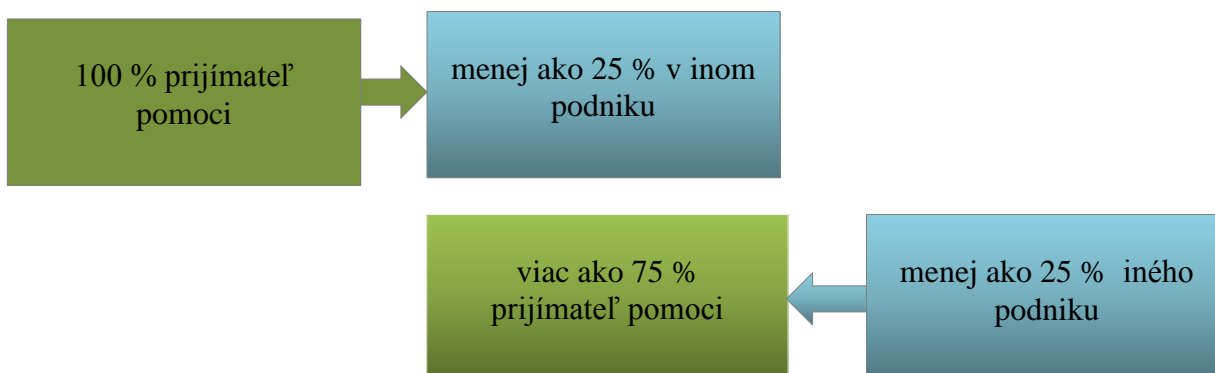 100 % prijímateľ
pomoci
menej ako 25 % v inom
podniku
viac ako 75 %
prijímateľ pomoci
menej ako 25 %  iného
podniku